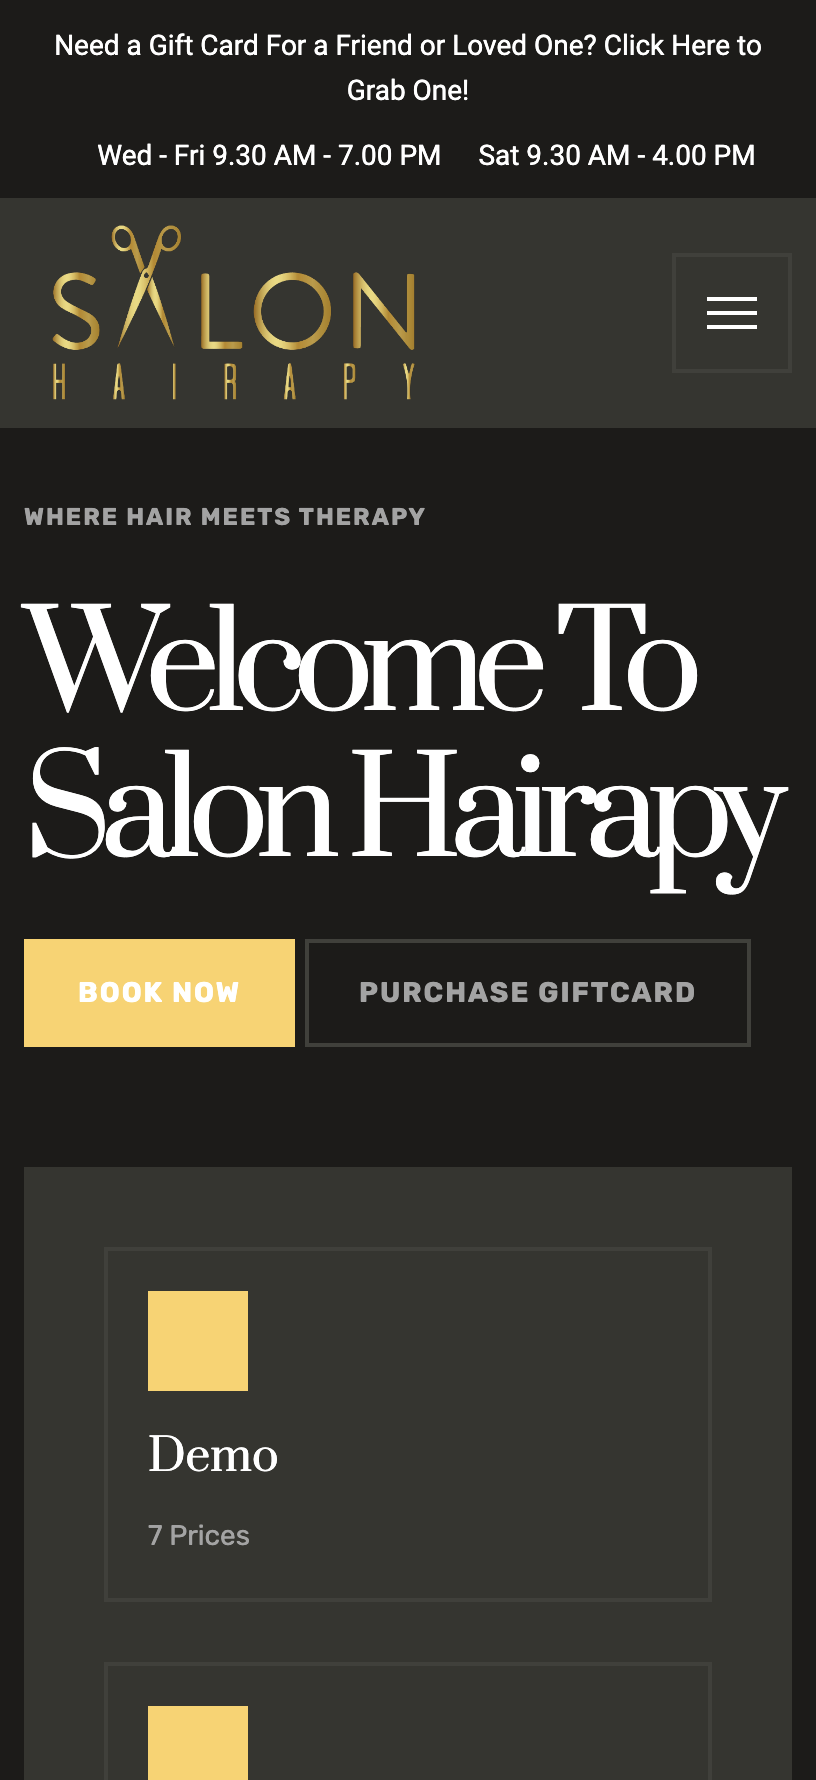 Need a Gift Card For a Friend or Loved One? Click Here to
Grab One!
Wed - Fri 9.30 AM - 7.00 PM Sat 9.30 AM - 4.00 PM
SALON
HAIRAPY
WHERE HAIR MEETS THERAPY
Welcome To
Salon Hairapy
BOOK NOW PURCHASE GIFTCARD
Demo
7 Prices